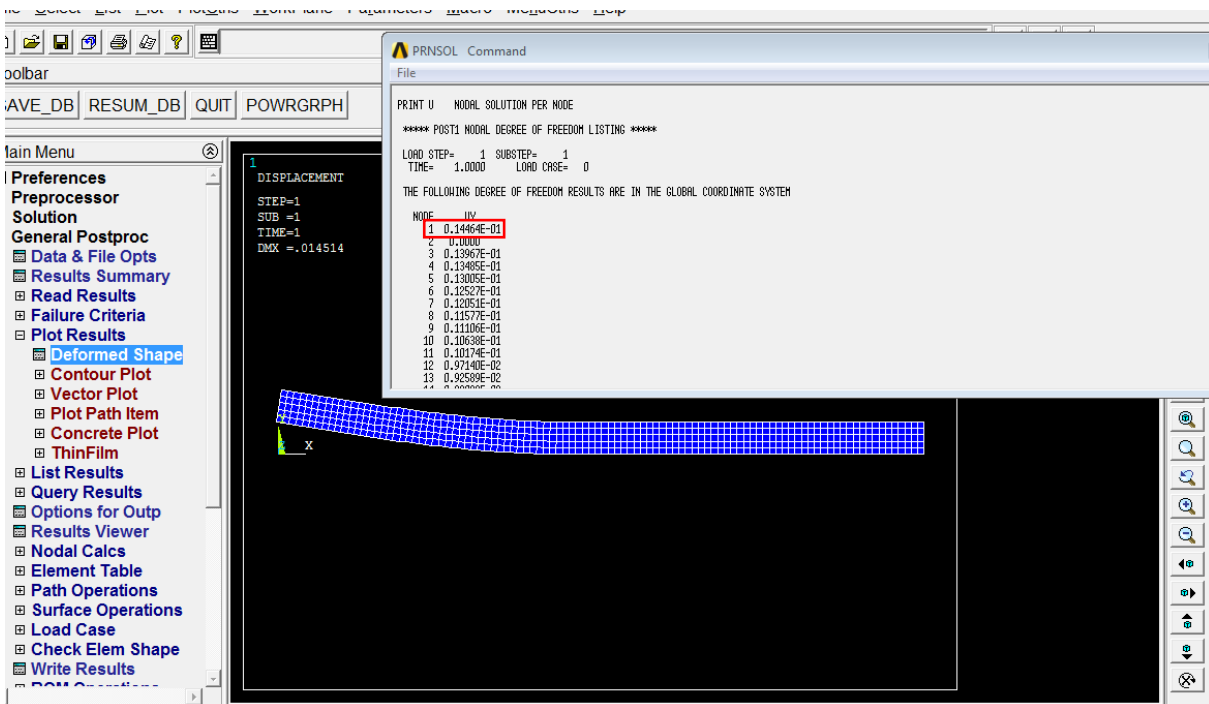 PRNSOL Command
File
oolbar
SAVE_DB RESUM_DB QUIT POWRGRPH
Main Menu
Preferences
Preprocessor
Solution
General Postproc
Data & File Opts
Results Summary
Read Results
Failure Criteria
Plot Results
Deformed Shape
Contour Plot
Vector Plot
Plot Path Item
Concrete Plot
ThinFilm
List Results
Query Results
Options for Outp
Results Viewer
Nodal Calcs
Element Table
Path Operations
Surface Operations
Load Case
Check Elem Shape
Write Results
PRINT U NODAL SOLUTION PER NODE
***** POST1 NODAL DEGREE OF FREEDOM LISTING *****
LOAD STEP= 1 SUBSTEP= 1
TIME= 1.0000 LOAD CASE= 0
THE FOLLOWING DEGREE OF FREEDOM RESULTS ARE IN THE GLOBAL COORDINATE SYSTEM
NODE UY
1 0.14464E-01
2 0.0000
3 0.13967E-01
4 0.13485E-01
5 0.13005E-01
6 0.12527E-01
7 0.12051E-01
8 0.11577E-01
9 0.11106E-01
10 0.10638E-01
11 0.10174E-01
12 0.97140E-02
13 0.92589E-02
1
DISPLACEMENT
STEP=1
SUB =1
TIME=1
DMX =.014514
Y
X